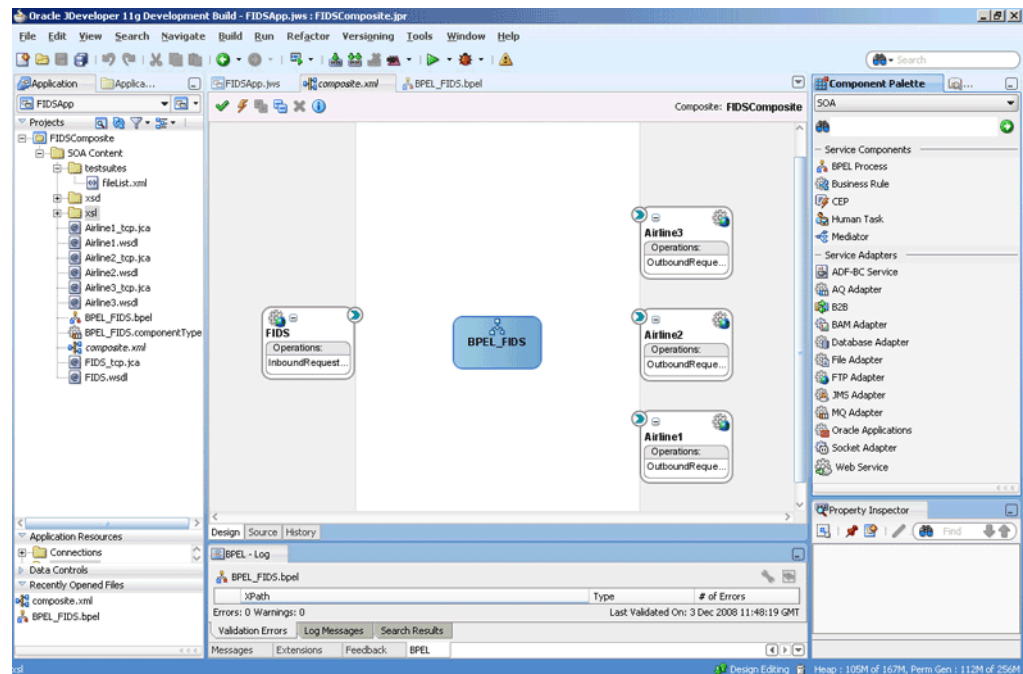 Oracle JDeveloper 11g Development Build - FIDSApp.jws : FIDSComposite.jpr
File Edit View Search Navigate Build Run Refactor Versioning Tools Window Help
Search
Application Applica...
FIDSApp
Projects
FIDSComposite
SOA Content
testsuites
fileList.xml
xsd
xsl
Airline1_tcp.jca
Airline1.wsdl
Airline2_tcp.jca
Airline2.wsdl
Airline3_tcp.jca
Airline3.wsdl
BPEL_FIDS.bpel
BPEL_FIDS.componentType
composite.xml
FIDS_tcp.jca
FIDS.wsdl
Application Resources
Connections
Data Controls
Recently Opened Files
composite.xml
BPEL_FIDS.bpel
FIDSApp.jws composite.xml BPEL_FIDS.bpel
Composite: FIDSComposite
FIDS
Operations:
InboundRequest...
BPEL_FIDS
Airline3
Operations:
OutboundReque...
Airline2
Operations:
OutboundReque...
Airline1
Operations:
OutboundReque...
Design Source History
BPEL - Log
BPEL_FIDS.bpel
XPath Type # of Errors
Errors: 0 Warnings: 0 Last Validated On: 3 Dec 2008 11:48:19 GMT
Validation Errors Log Messages Search Results
Messages Extensions Feedback BPEL
Component Palette
SOA
Service Components
BPEL Process
Business Rule
CEP
Human Task
Mediator
Service Adapters
ADF-BC Service
AQ Adapter
B2B
BAM Adapter
Database Adapter
File Adapter
FTP Adapter
JMS Adapter
MQ Adapter
Oracle Applications
Socket Adapter
Web Service
Property Inspector
Find
xsl Design Editing Heap : 105M of 167M, Perm Gen : 112M of 256M